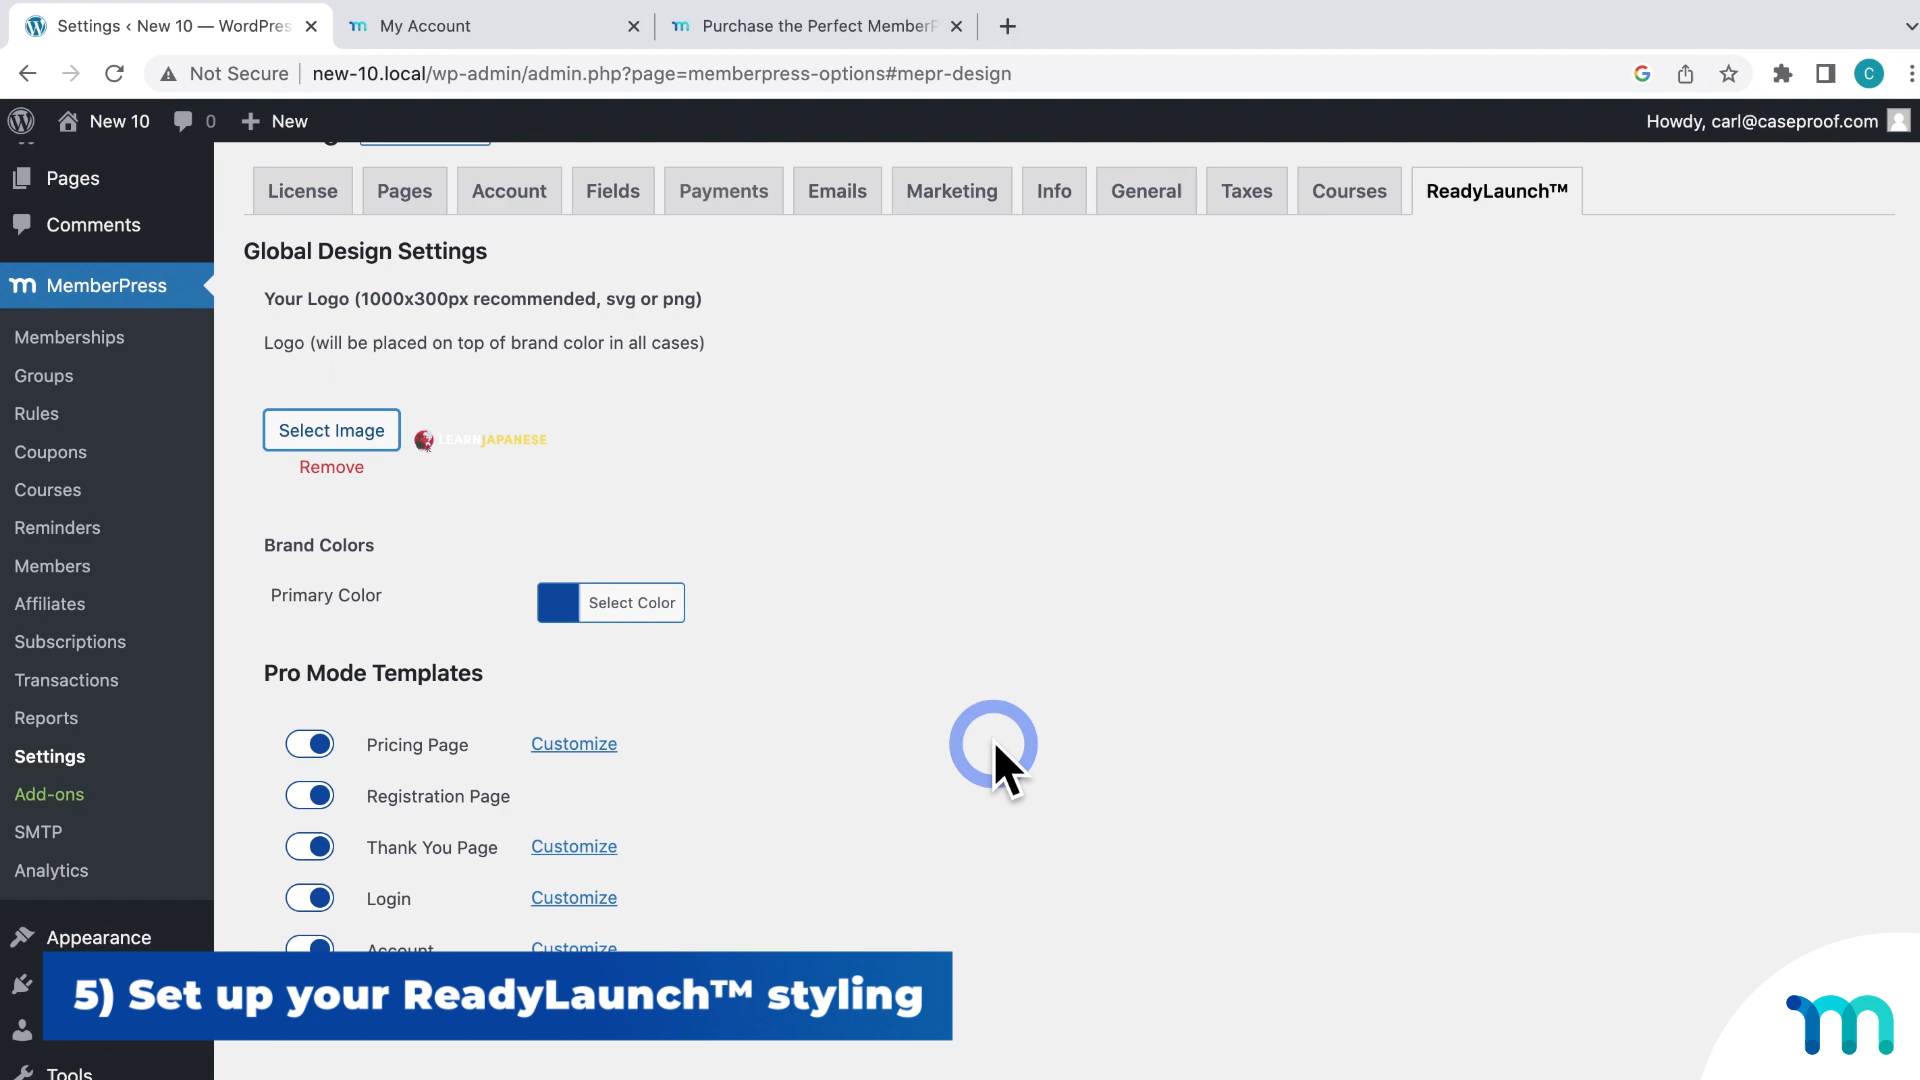 Settings ‹ New 10 — WordPres
My Account
Purchase the Perfect MemberP
Not Secure
new-10.local/wp-admin/admin.php?page=memberpress-options#mepr-design
C
New 10
0
New
Howdy, carl@caseproof.com
Pages
Comments
MemberPress
Memberships
Groups
Rules
Coupons
Courses
Reminders
Members
Affiliates
Subscriptions
Transactions
Reports
Settings
Add-ons
SMTP
Analytics
Appearance
Tools
License
Pages
Account
Fields
Payments
Emails
Marketing
Info
General
Taxes
Courses
ReadyLaunch™
Global Design Settings
Your Logo (1000x300px recommended, svg or png)
Logo (will be placed on top of brand color in all cases)
Select Image
LEARNJAPANESE
Remove
Brand Colors
Primary Color
Select Color
Pro Mode Templates
Pricing Page
Customize
Registration Page
Thank You Page
Customize
Login
Customize
Account
Customize
5) Set up your ReadyLaunch™ styling